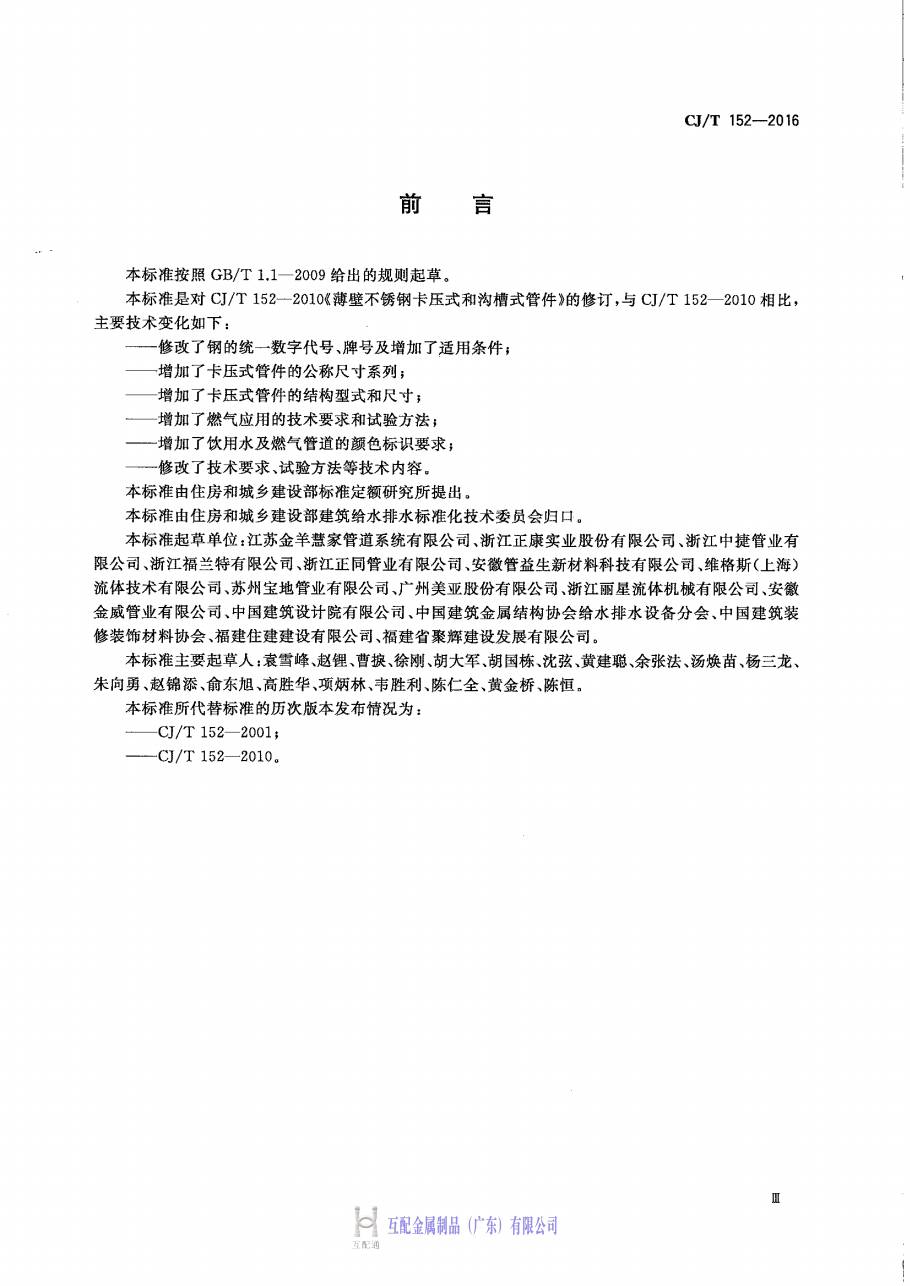 CJ/T 152—2016
前 言
本标准按照 GB/T 1.1—2009 给出的规则起草。
本标准是对 CJ/T 152—2010《薄壁不锈钢卡压式和沟槽式管件》的修订,与 CJ/T 152—2010 相比,
主要技术变化如下:
——修改了钢的统一数字代号、牌号及增加了适用条件;
——增加了卡压式管件的公称尺寸系列;
——增加了卡压式管件的结构型式和尺寸;
——增加了燃气应用的技术要求和试验方法;
——增加了饮用水及燃气管道的颜色标识要求;
——修改了技术要求、试验方法等技术内容。
本标准由住房和城乡建设部标准定额研究所提出。
本标准由住房和城乡建设部建筑给水排水标准化技术委员会归口。
本标准起草单位:江苏金羊慧家管道系统有限公司、浙江正康实业股份有限公司、浙江中捷管业有
限公司、浙江福兰特有限公司、浙江正同管业有限公司、安徽管益生新材料科技有限公司、维格斯(上海)
流体技术有限公司、苏州宝地管业有限公司、广州美亚股份有限公司、浙江丽星流体机械有限公司、安徽
金威管业有限公司、中国建筑设计院有限公司、中国建筑金属结构协会给水排水设备分会、中国建筑装
修装饰材料协会、福建住建建设有限公司、福建省聚辉建设发展有限公司。
本标准主要起草人:袁雪峰、赵锂、曹捩、徐刚、胡大军、胡国栋、沈弦、黄建聪、余张法、汤焕苗、杨三龙、
朱向勇、赵锦添、俞东旭、高胜华、项炳林、韦胜利、陈仁全、黄金桥、陈恒。
本标准所代替标准的历次版本发布情况为:
——CJ/T 152—2001;
——CJ/T 152—2010。
Ⅲ
互配金属制品(广东)有限公司
互配通